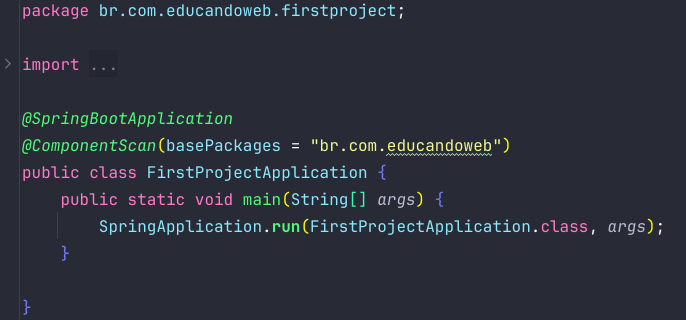 package br.com.educandoweb.firstproject;
import ...
@SpringBootApplication
@ComponentScan(basePackages = "br.com.educandoweb")
public class FirstProjectApplication {
public static void main(String[] args) {
SpringApplication.run(FirstProjectApplication.class, args);
}
}